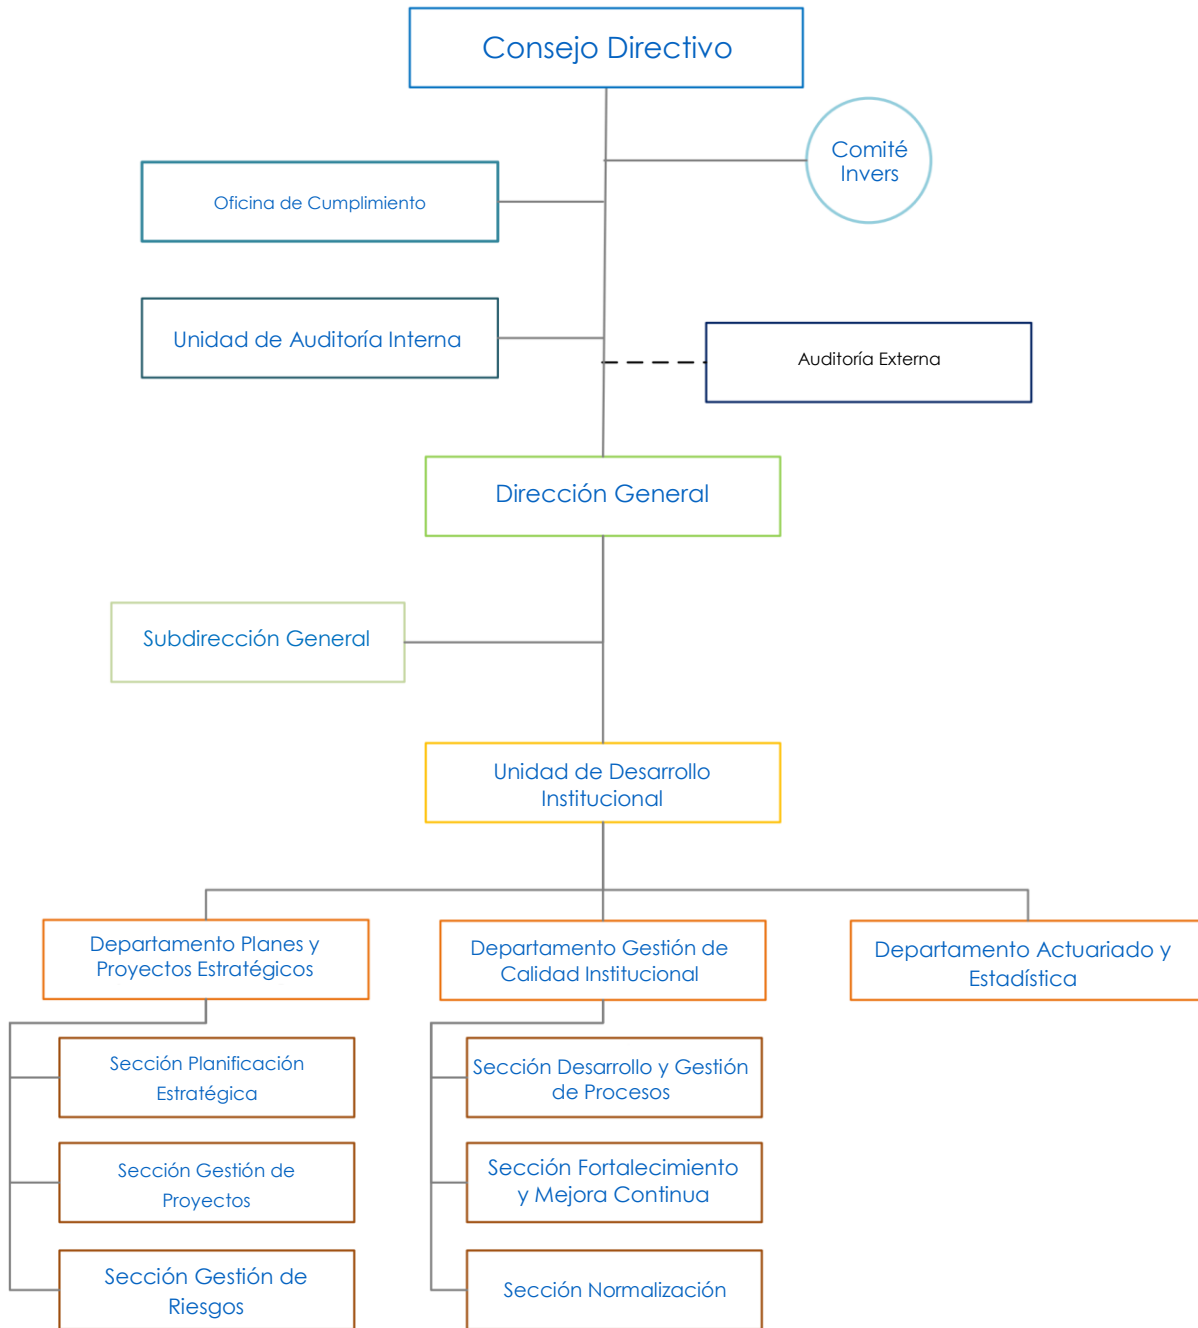 Consejo Directivo
Comité
Invers
Oficina de Cumplimiento
Unidad de Auditoría Interna
Auditoría Externa
Dirección General
Subdirección General
Unidad de Desarrollo
Institucional
Departamento Planes y
Proyectos Estratégicos
Departamento Gestión de
Calidad Institucional
Departamento Actuariado y
Estadística
Sección Planificación
Estratégica
Sección Gestión de
Proyectos
Sección Gestión de
Riesgos
Sección Desarrollo y Gestión
de Procesos
Sección Fortalecimiento
y Mejora Continua
Sección Normalización